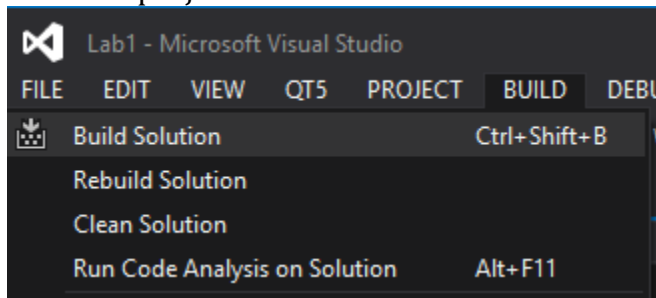 Lab1 - Microsoft Visual Studio
FILE EDIT VIEW QT5 PROJECT BUILD DEBU
Build Solution Ctrl+Shift+B
Rebuild Solution
Clean Solution
Run Code Analysis on Solution Alt+F11